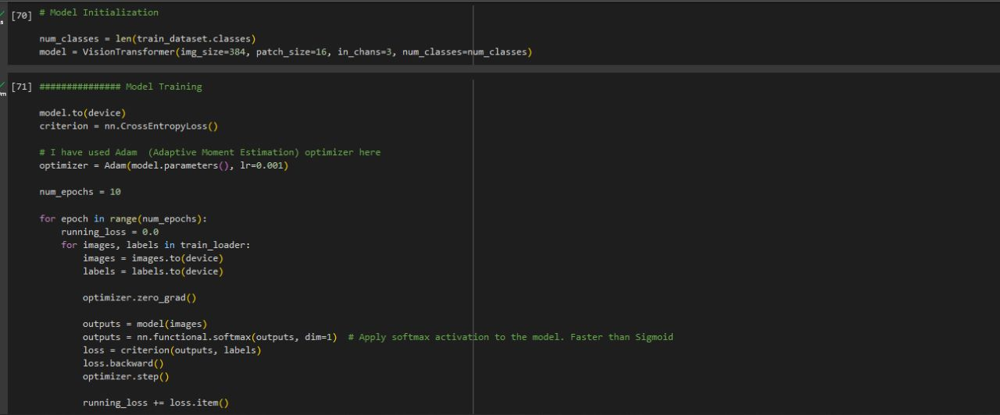 [70] # Model Initialization
s
num_classes = len(train_dataset.classes)
model = VisionTransformer(img_size=384, patch_size=16, in_chans=3, num_classes=num_classes)
[71] ############### Model Training
m
model.to(device)
criterion = nn.CrossEntropyLoss()
# I have used Adam  (Adaptive Moment Estimation) optimizer here
optimizer = Adam(model.parameters(), lr=0.001)
num_epochs = 10
for epoch in range(num_epochs):
    running_loss = 0.0
    for images, labels in train_loader:
        images = images.to(device)
        labels = labels.to(device)
        optimizer.zero_grad()
        outputs = model(images)
        outputs = nn.functional.softmax(outputs, dim=1)  # Apply softmax activation to the model. Faster than Sigmoid
        loss = criterion(outputs, labels)
        loss.backward()
        optimizer.step()
        running_loss += loss.item()